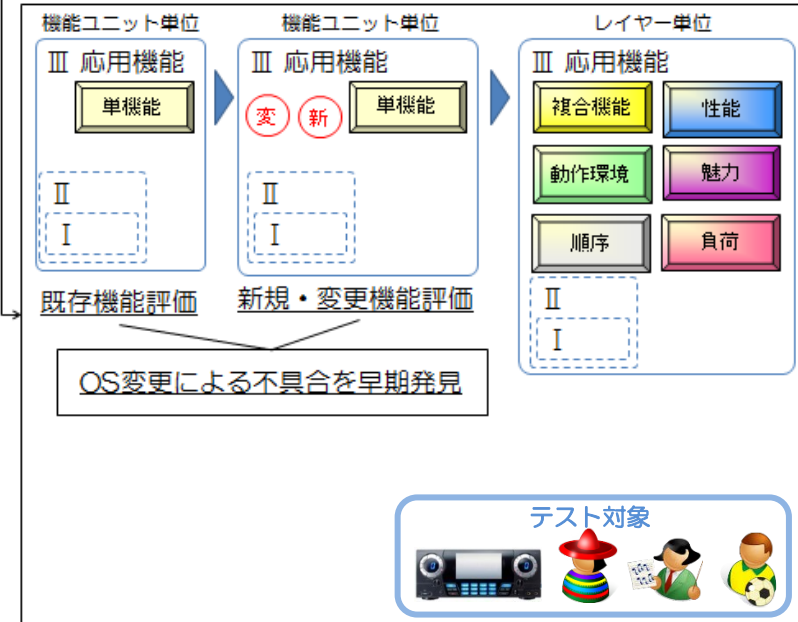 機能ユニット単位
Ⅲ 応用機能
単機能
Ⅱ
Ⅰ
既存機能評価
機能ユニット単位
Ⅲ 応用機能
変 新 単機能
Ⅱ
Ⅰ
新規・変更機能評価
レイヤー単位
Ⅲ 応用機能
複合機能 性能
動作環境 魅力
順序 負荷
Ⅱ
Ⅰ
OS変更による不具合を早期発見
テスト対象